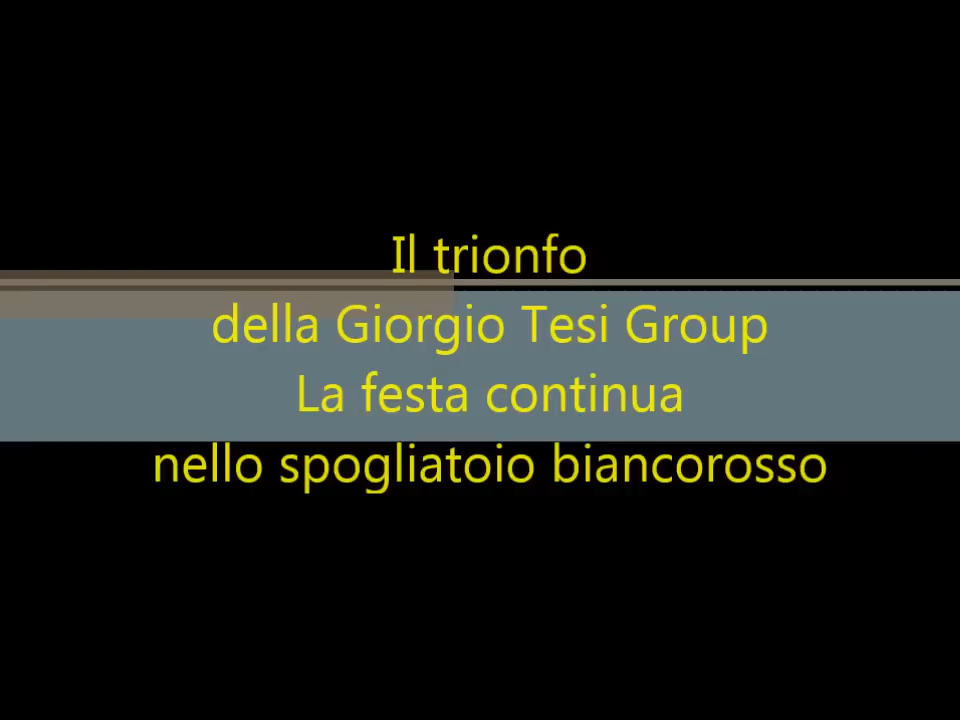 Il trionfo
della Giorgio Tesi Group
La festa continua
nello spogliatoio biancorosso